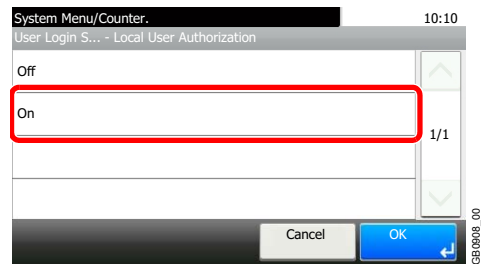 System Menu/Counter. 10:10
User Login S... - Local User Authorization
Off
On
1/1
Cancel OK
GB0908_00